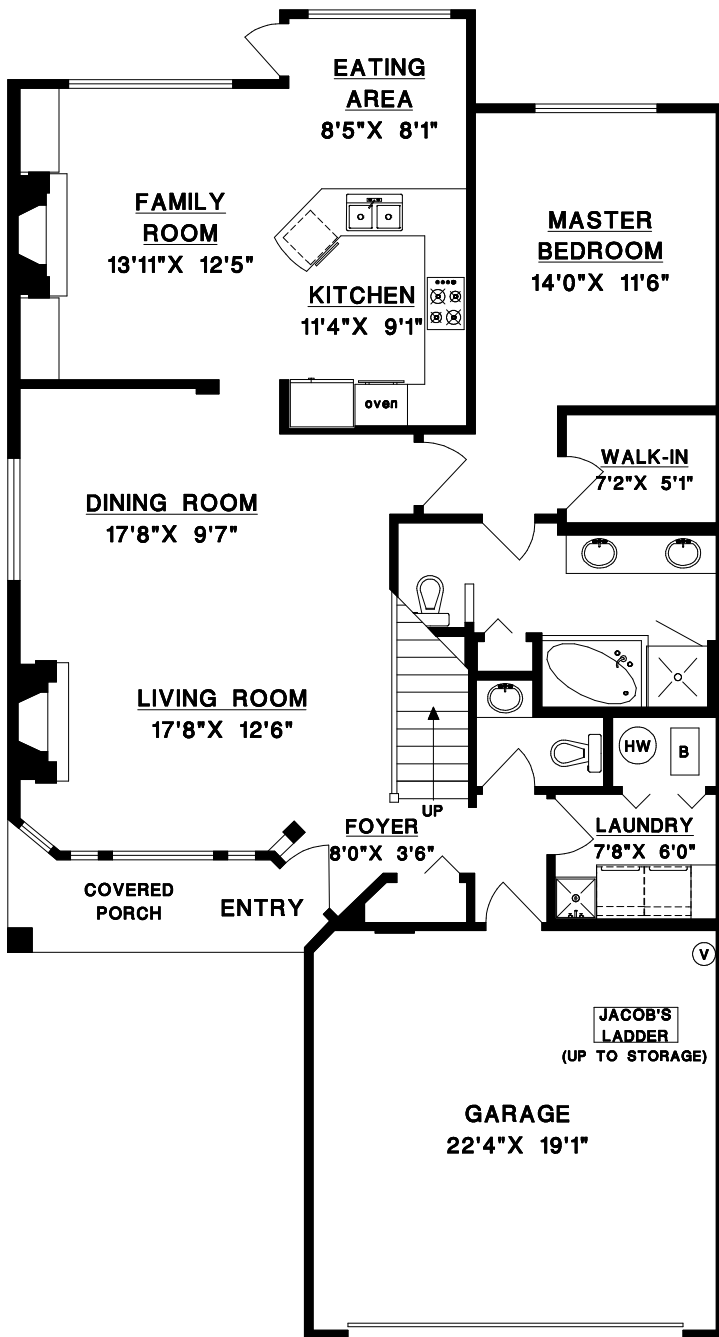 EATING
AREA
8'5"X 8'1"
FAMILY
ROOM
13'11"X 12'5"
MASTER
BEDROOM
14'0"X 11'6"
KITCHEN
11'4"X 9'1"
oven
WALK-IN
7'2"X 5'1"
DINING ROOM
17'8"X 9'7"
LIVING ROOM
17'8"X 12'6"
HW
B
UP
FOYER
8'0"X 3'6"
LAUNDRY
7'8"X 6'0"
COVERED
PORCH
ENTRY
V
JACOB'S
LADDER
(UP TO STORAGE)
GARAGE
22'4"X 19'1"